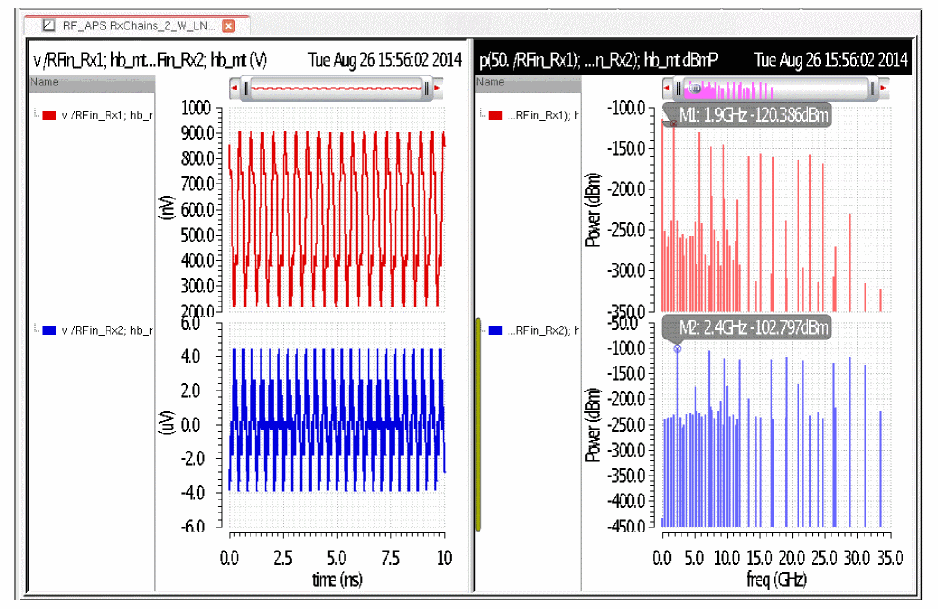 RF_APS RxChains_2_W_LN...
v /RFin_Rx1; hb_mt...Fin_Rx2; hb_mt (V)
Tue Aug 26 15:56:02 2014
p(50. /RFin_Rx1); ...n_Rx2); hb_mt dBmP
Tue Aug 26 15:56:02 2014
Name
Name
v /RFin_Rx1; hb_r
1000
900.0
800.0
700.0
600.0
500.0
400.0
300.0
200.0
(nV)
v /RFin_Rx2; hb_r
6.0
4.0
2.0
0.0
-2.0
-4.0
-6.0
(uV)
0.0 2.5 5.0 7.5 10
time (ns)
...RFin_Rx1); h
M1: 1.9GHz -120.386dBm
-100.0
-150.0
-200.0
-250.0
-300.0
-350.0
Power (dBm)
...RFin_Rx2); h
M2: 2.4GHz -102.797dBm
-50.0
-100.0
-150.0
-200.0
-250.0
-300.0
-350.0
-400.0
-450.0
Power (dBm)
0.0 5.0 10.0 15.0 20.0 25.0 30.0 35.0
freq (GHz)